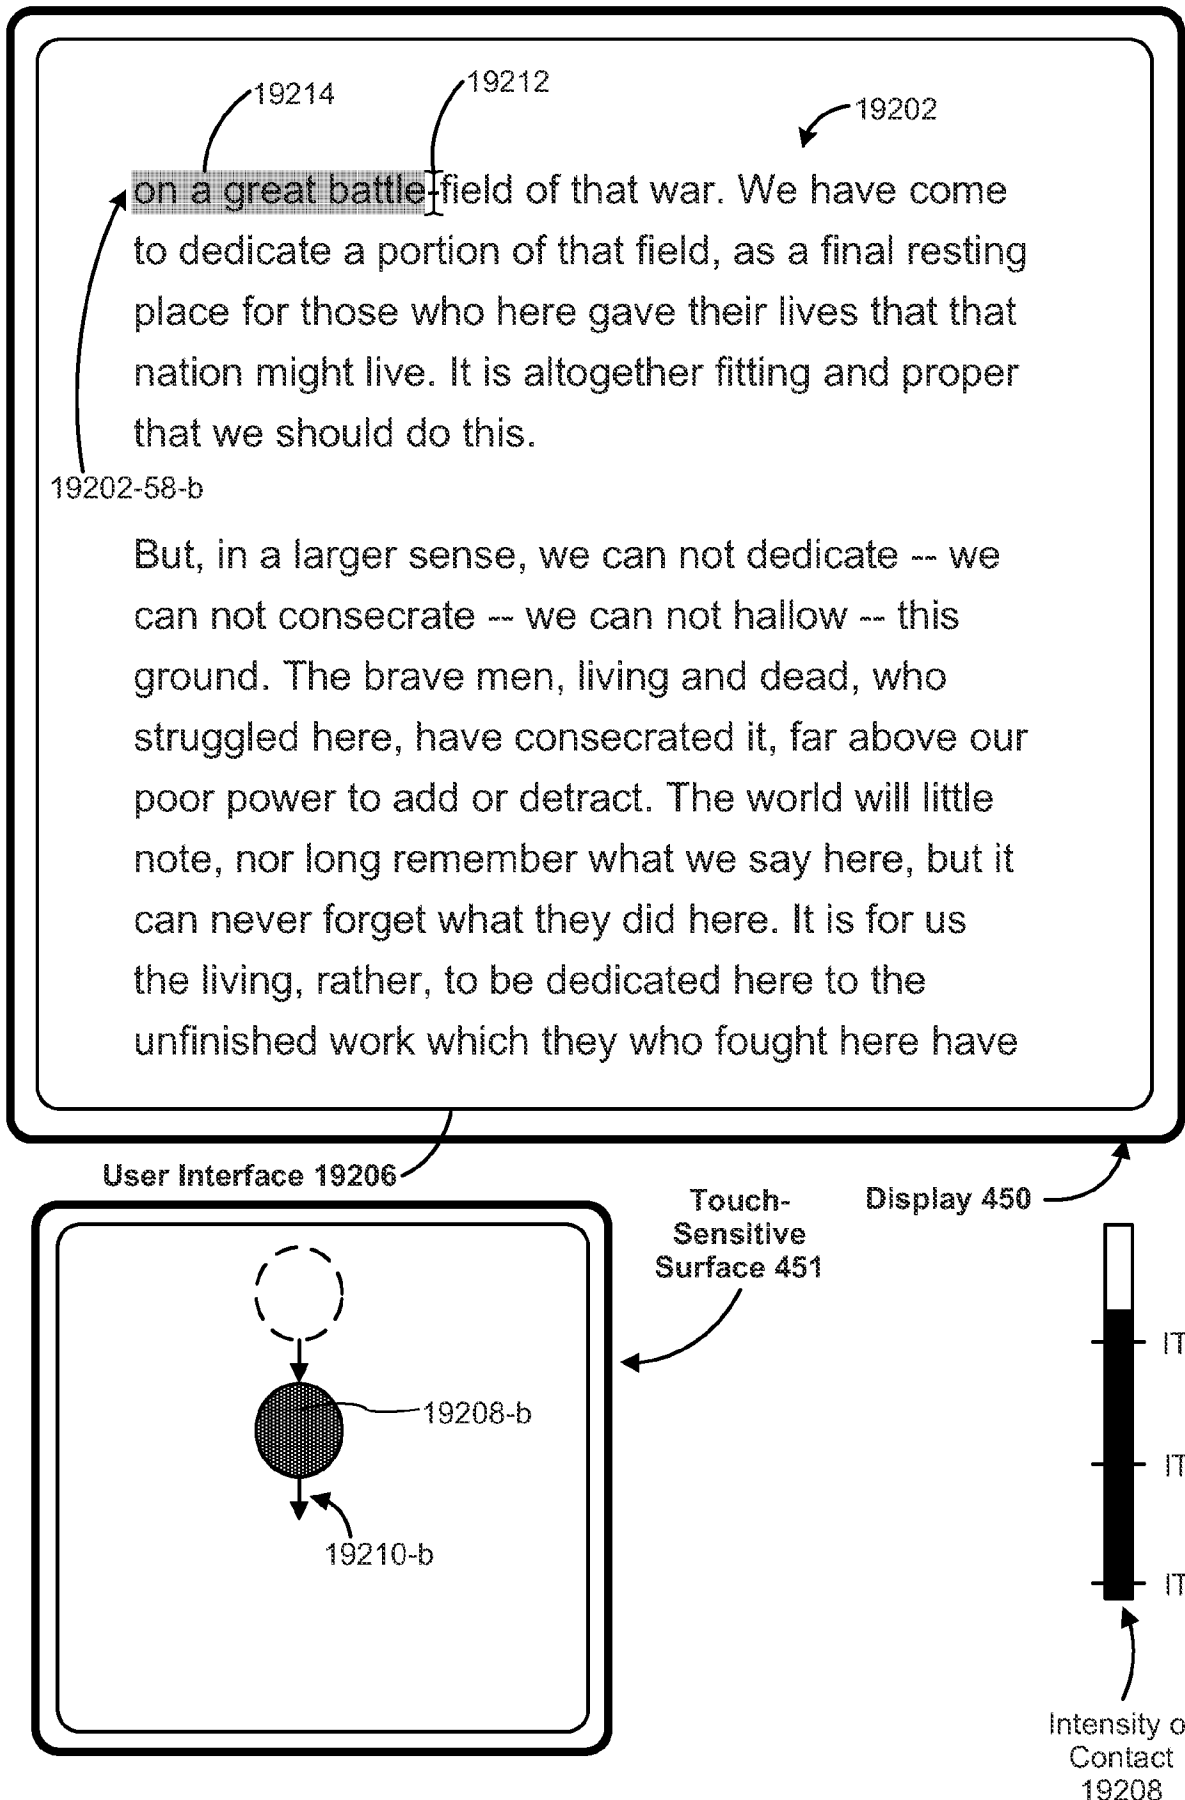 19214
19212
19202
on a great battle-field of that war. We have come
to dedicate a portion of that field, as a final resting
place for those who here gave their lives that that
nation might live. It is altogether fitting and proper
that we should do this.
19202-58-b
But, in a larger sense, we can not dedicate -- we
can not consecrate -- we can not hallow -- this
ground. The brave men, living and dead, who
struggled here, have consecrated it, far above our
poor power to add or detract. The world will little
note, nor long remember what we say here, but it
can never forget what they did here. It is for us
the living, rather, to be dedicated here to the
unfinished work which they who fought here have
User Interface 19206
Touch-
Sensitive
Surface 451
Display 450
19208-b
19210-b
IT
IT
IT
Intensity o
Contact
19208